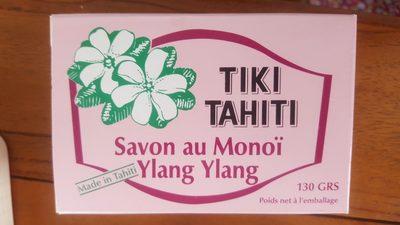 TIKI
TAHITI
Savon au Monoï
Ylang Ylang
Made in Tahiti
130 GRS
Poids net à l'emballage